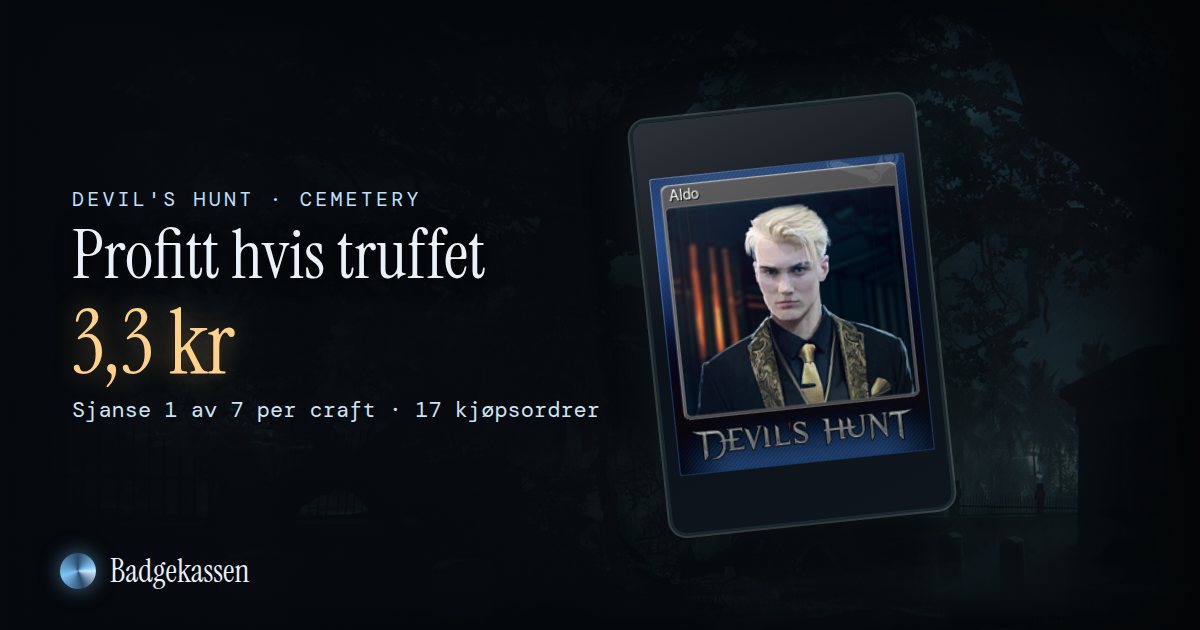 DEVIL'S HUNT · CEMETERY
Profitt hvis truffet
3,3 kr
Sjanse 1 av 7 per craft · 17 kjøpsordrer
Badgekassen
Aldo
DEVIL'S HUNT